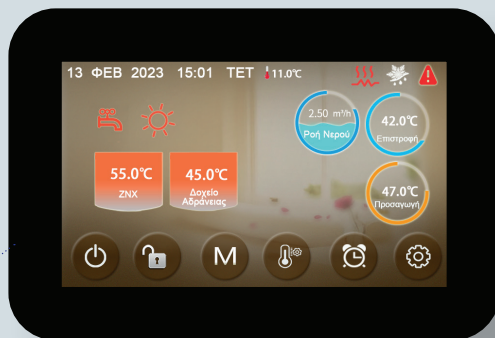 13 ΦΕΒ 2023 15:01 ΤΕΤ 11.0℃
2.50 m³/h
Ροή Νερού
42.0℃
Επιστροφή
55.0℃
ΖΝΧ
45.0℃
Δοχείο
Αδράνειας
47.0℃
Προσαγωγή
M